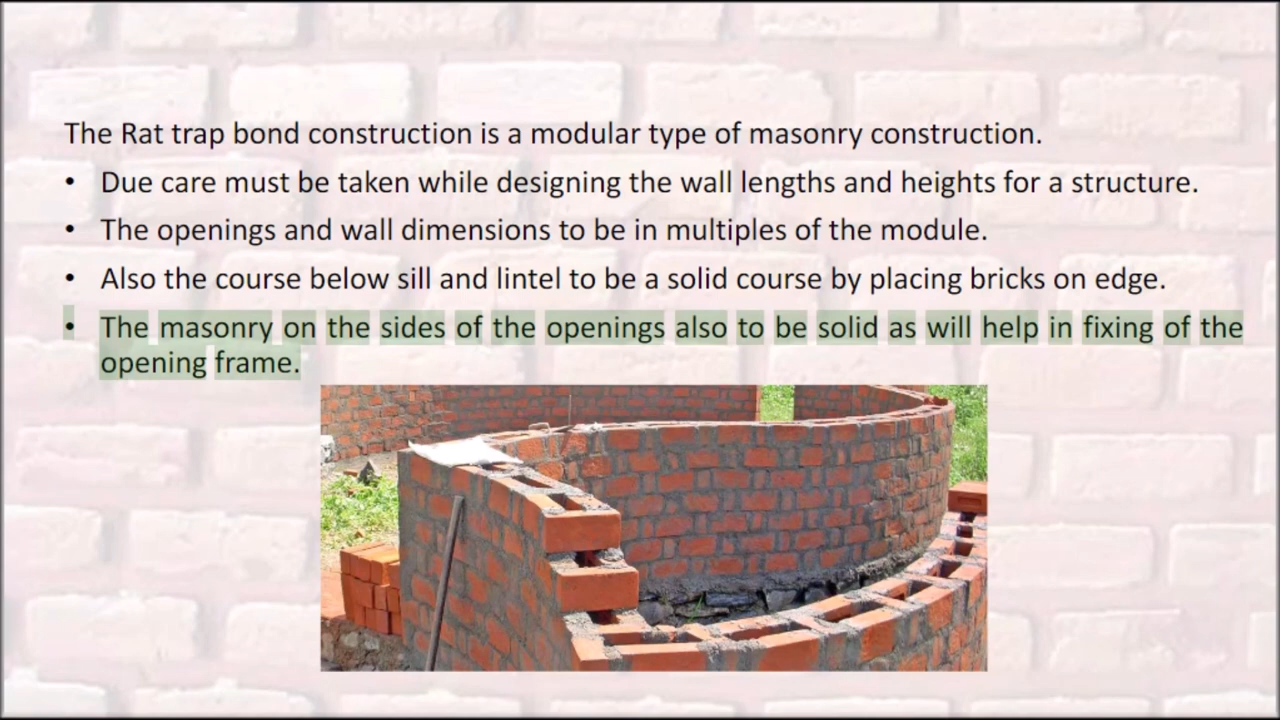 The Rat trap bond construction is a modular type of masonry construction.
• Due care must be taken while designing the wall lengths and heights for a structure.
• The openings and wall dimensions to be in multiples of the module.
• Also the course below sill and lintel to be a solid course by placing bricks on edge.
• The masonry on the sides of the openings also to be solid as will help in fixing of the
opening frame.